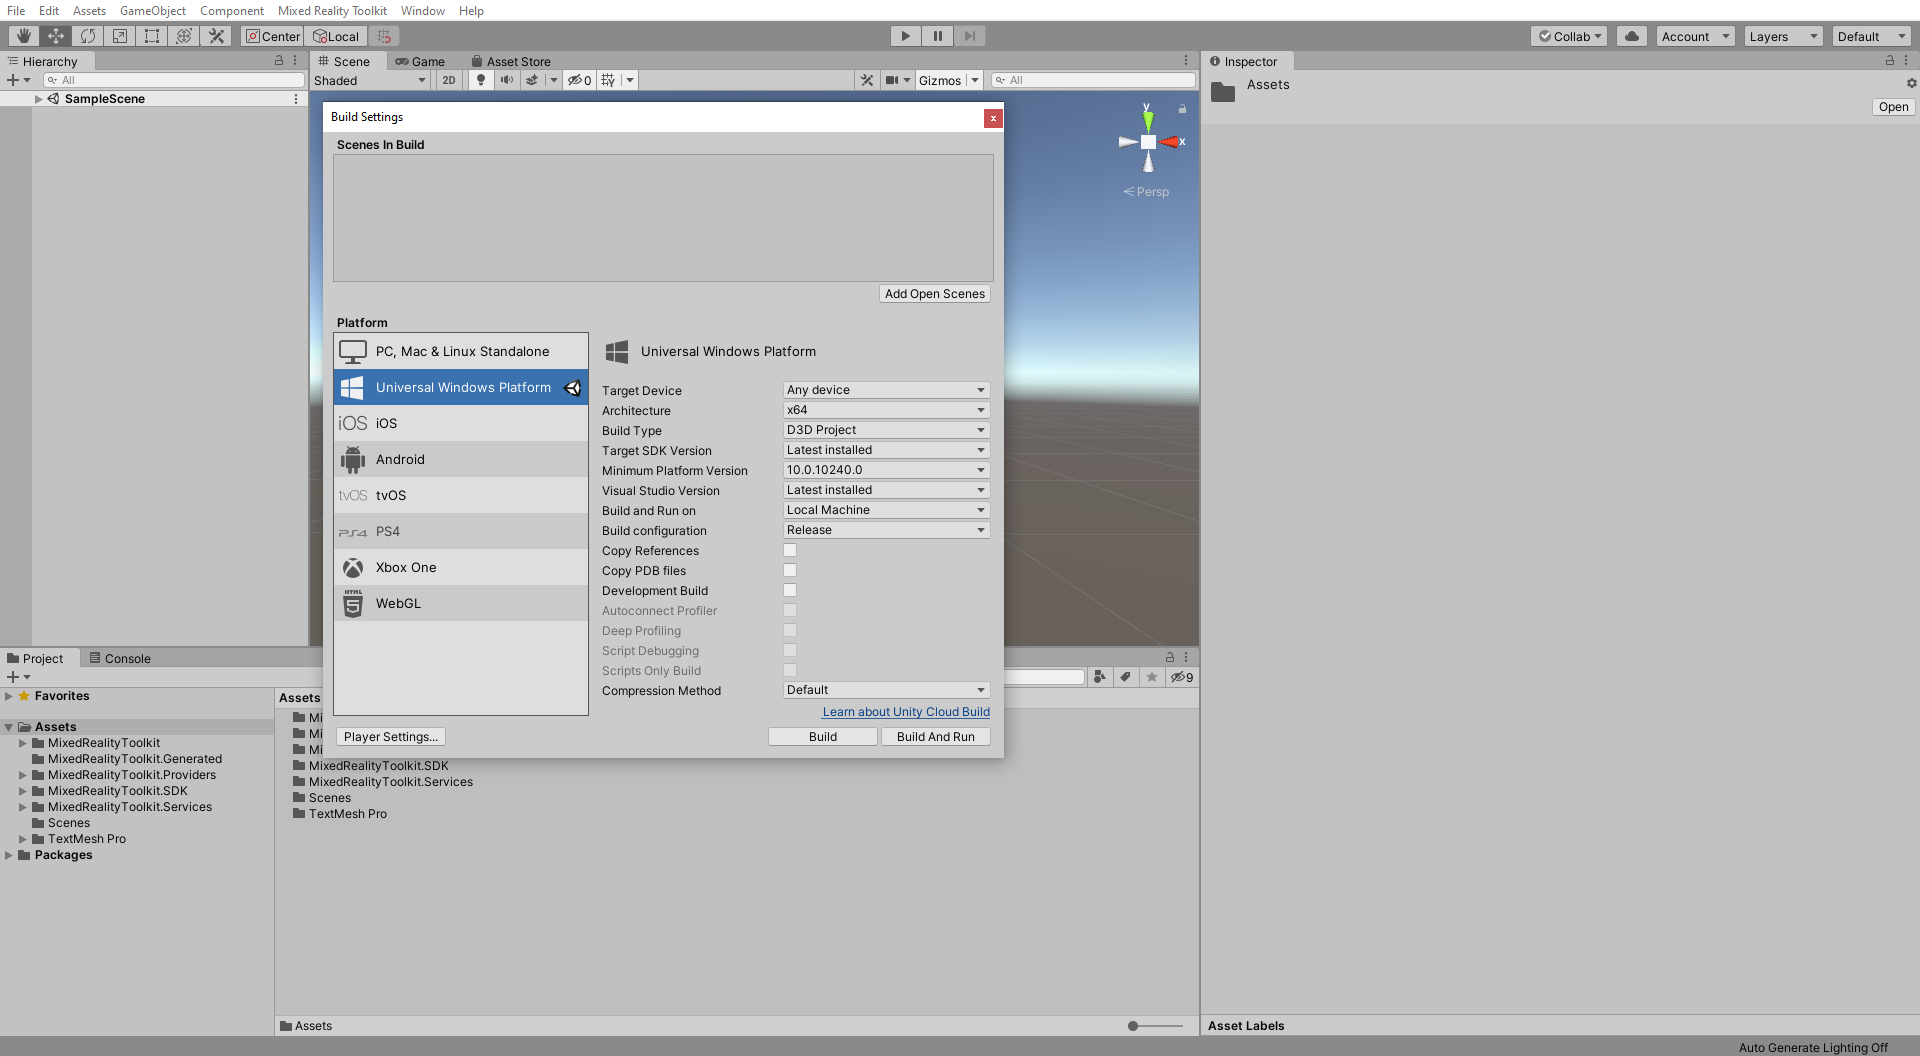 File Edit Assets GameObject Component Mixed Reality Toolkit Window Help
Center Local
Collab Account Layers Default
Hierarchy
All
SampleScene
Scene Game Asset Store
Shaded 2D 0 Gizmos All
y
x
Persp
Inspector
Assets
Open
Build Settings
x
Scenes In Build
Add Open Scenes
Platform
PC, Mac & Linux Standalone
Universal Windows Platform
iOS iOS
Android
tvOS tvOS
PS4 PS4
Xbox One
HTML 5 WebGL
Universal Windows Platform
Target Device Any device
Architecture x64
Build Type D3D Project
Target SDK Version Latest installed
Minimum Platform Version 10.0.10240.0
Visual Studio Version Latest installed
Build and Run on Local Machine
Build configuration Release
Copy References
Copy PDB files
Development Build
Autoconnect Profiler
Deep Profiling
Script Debugging
Scripts Only Build
Compression Method Default
Learn about Unity Cloud Build
Player Settings... Build Build And Run
Project Console
9
Favorites
Assets
MixedRealityToolkit
MixedRealityToolkit.Generated
MixedRealityToolkit.Providers
MixedRealityToolkit.SDK
MixedRealityToolkit.Services
Scenes
TextMesh Pro
Packages
Assets
Mi
Mi
Mi
MixedRealityToolkit.SDK
MixedRealityToolkit.Services
Scenes
TextMesh Pro
Assets
Asset Labels
Auto Generate Lighting Off